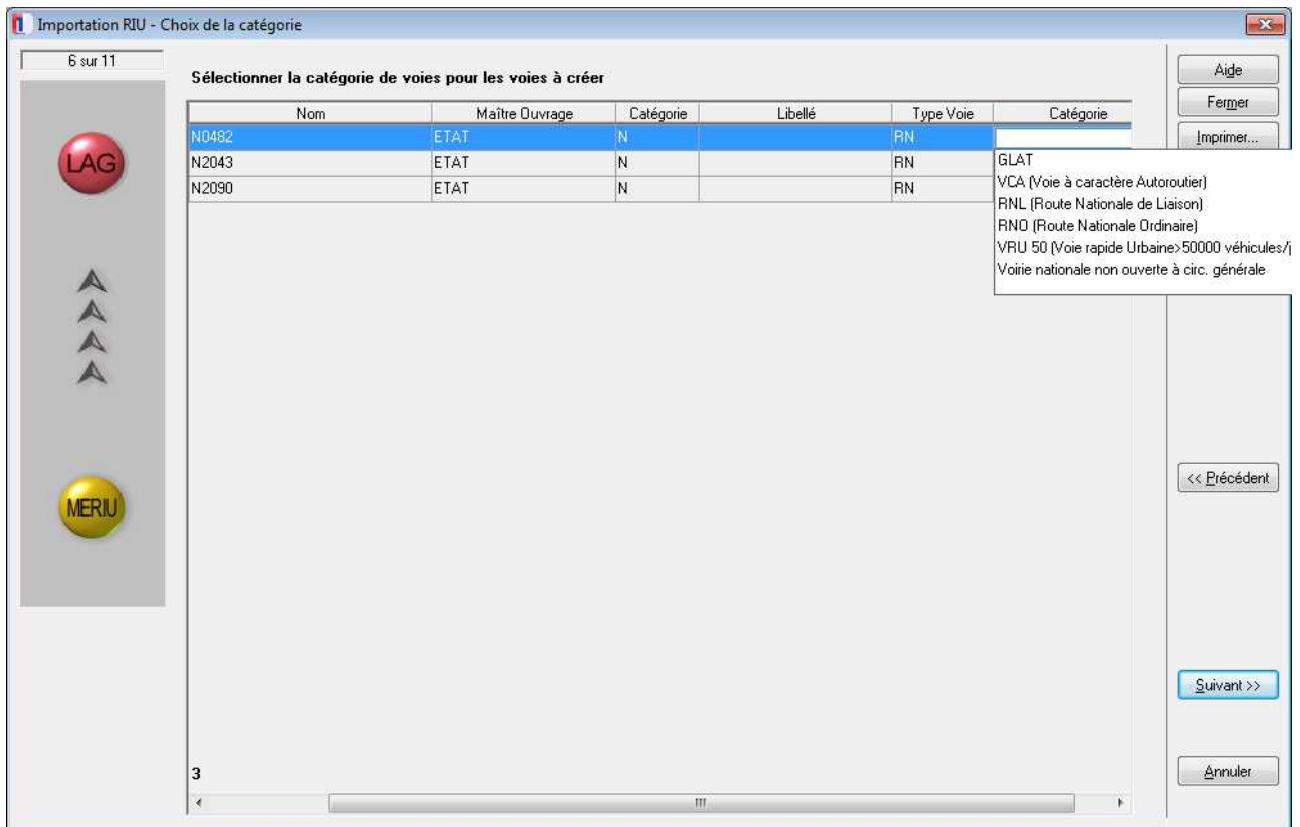 Importation RIU - Choix de la catégorie
6 sur 11
Sélectionner la catégorie de voies pour les voies à créer
Nom Maître Ouvrage Catégorie Libellé Type Voie Catégorie
N0482 ETAT N RN
N2043 ETAT N RN
N2090 ETAT N RN
GLAT
VCA (Voie à caractère Autoroutier)
RNL (Route Nationale de Liaison)
RNO (Route Nationale Ordinaire)
VRU 50 (Voie rapide Urbaine>50000 véhicules/j
Voirie nationale non ouverte à circ. générale
LAG
MERIU
3
Aide
Fermer
Imprimer...
<< Précédent
Suivant >>
Annuler